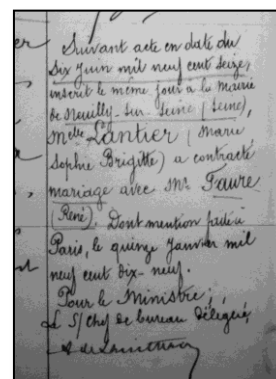 Suivant acte en date du
six juin mil neuf cent seize,
inscrit le même jour à la Mairie
de Neuilly-sur-Seine (Seine),
Melle Lantier (Marie
Sophie Brigitte) a contracté
mariage avec Mr. Faure
(René). Dont mention faite à
Paris, le quinze Janvier mil
neuf cent dix-neuf.
Pour le Ministre;
Le S/Chef de bureau délégué,